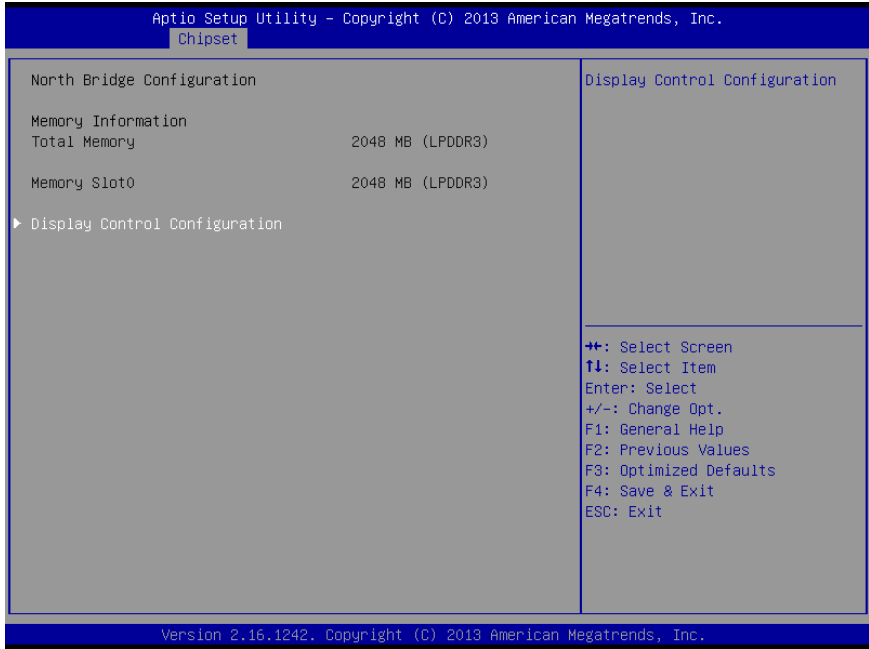 Aptio Setup Utility – Copyright (C) 2013 American Megatrends, Inc.
Chipset
North Bridge Configuration
Memory Information
Total Memory 2048 MB (LPDDR3)
Memory Slot0 2048 MB (LPDDR3)
▶ Display Control Configuration
Display Control Configuration
→←: Select Screen
↑↓: Select Item
Enter: Select
+/-: Change Opt.
F1: General Help
F2: Previous Values
F3: Optimized Defaults
F4: Save & Exit
ESC: Exit
Version 2.16.1242. Copyright (C) 2013 American Megatrends, Inc.